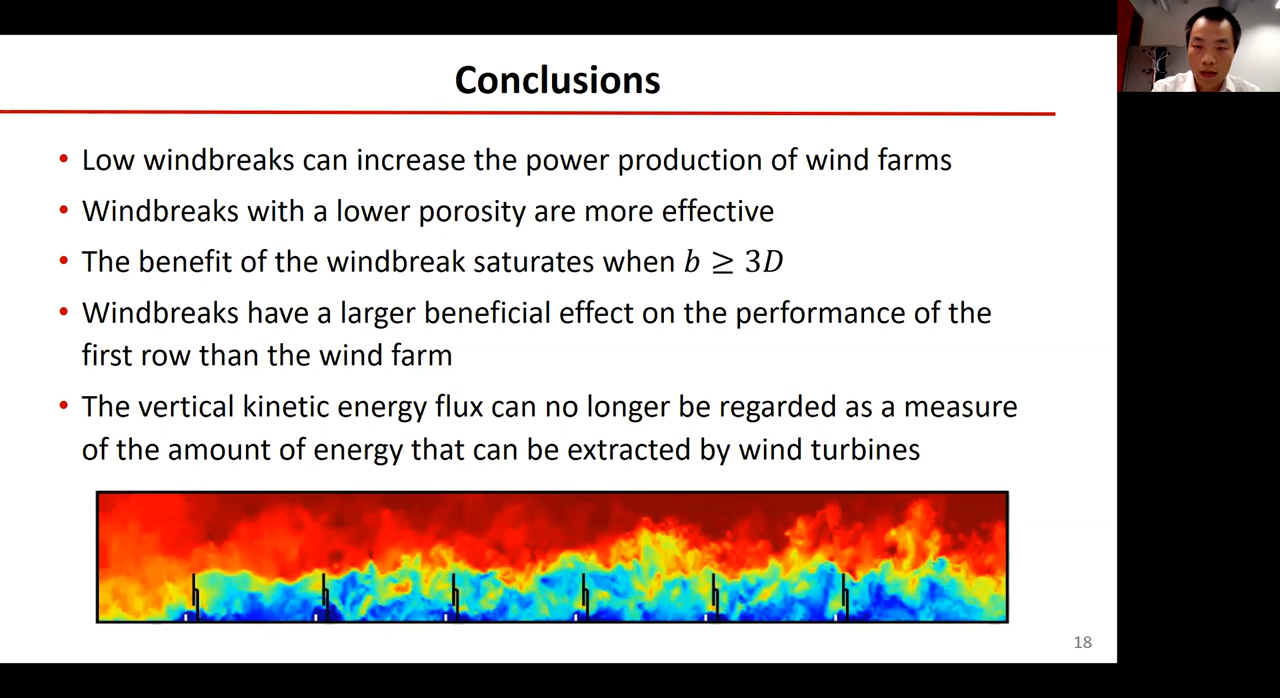 Conclusions
• Low windbreaks can increase the power production of wind farms
• Windbreaks with a lower porosity are more effective
• The benefit of the windbreak saturates when b ≥ 3D
• Windbreaks have a larger beneficial effect on the performance of the
first row than the wind farm
• The vertical kinetic energy flux can no longer be regarded as a measure
of the amount of energy that can be extracted by wind turbines
18